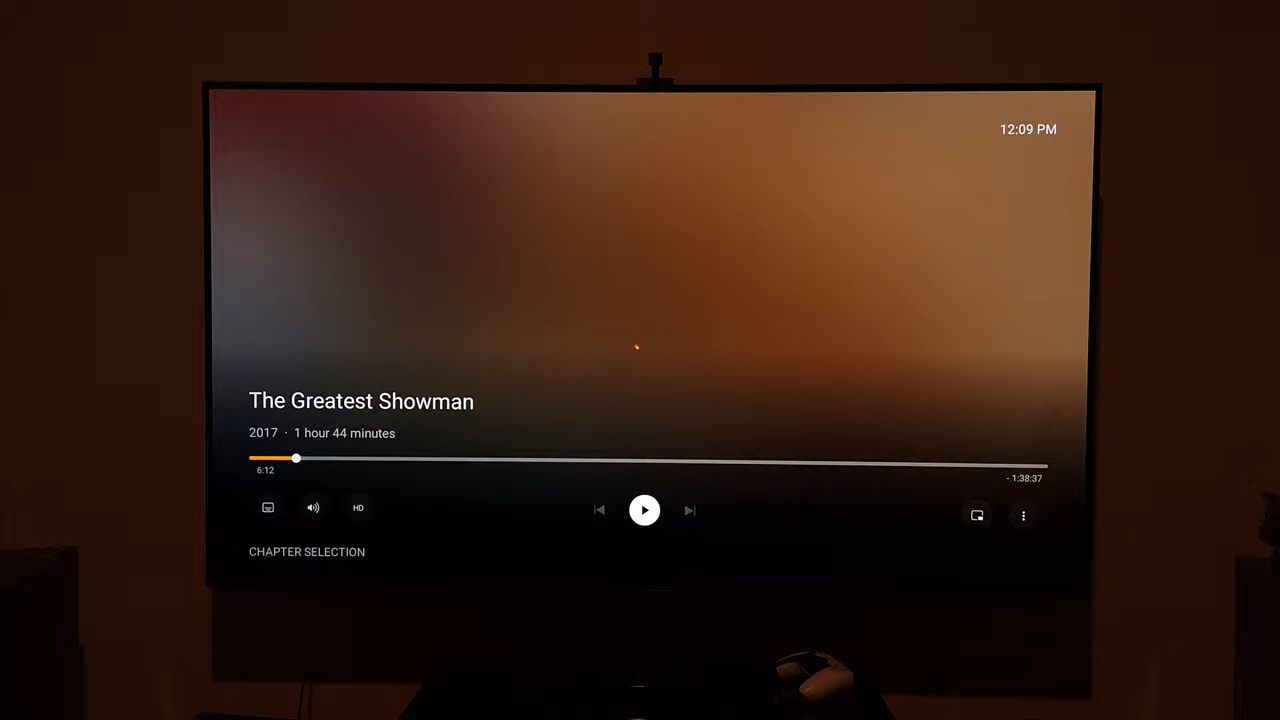 12:09 PM
The Greatest Showman
2017 · 1 hour 44 minutes
6:12
- 1:38:37
HD
CHAPTER SELECTION